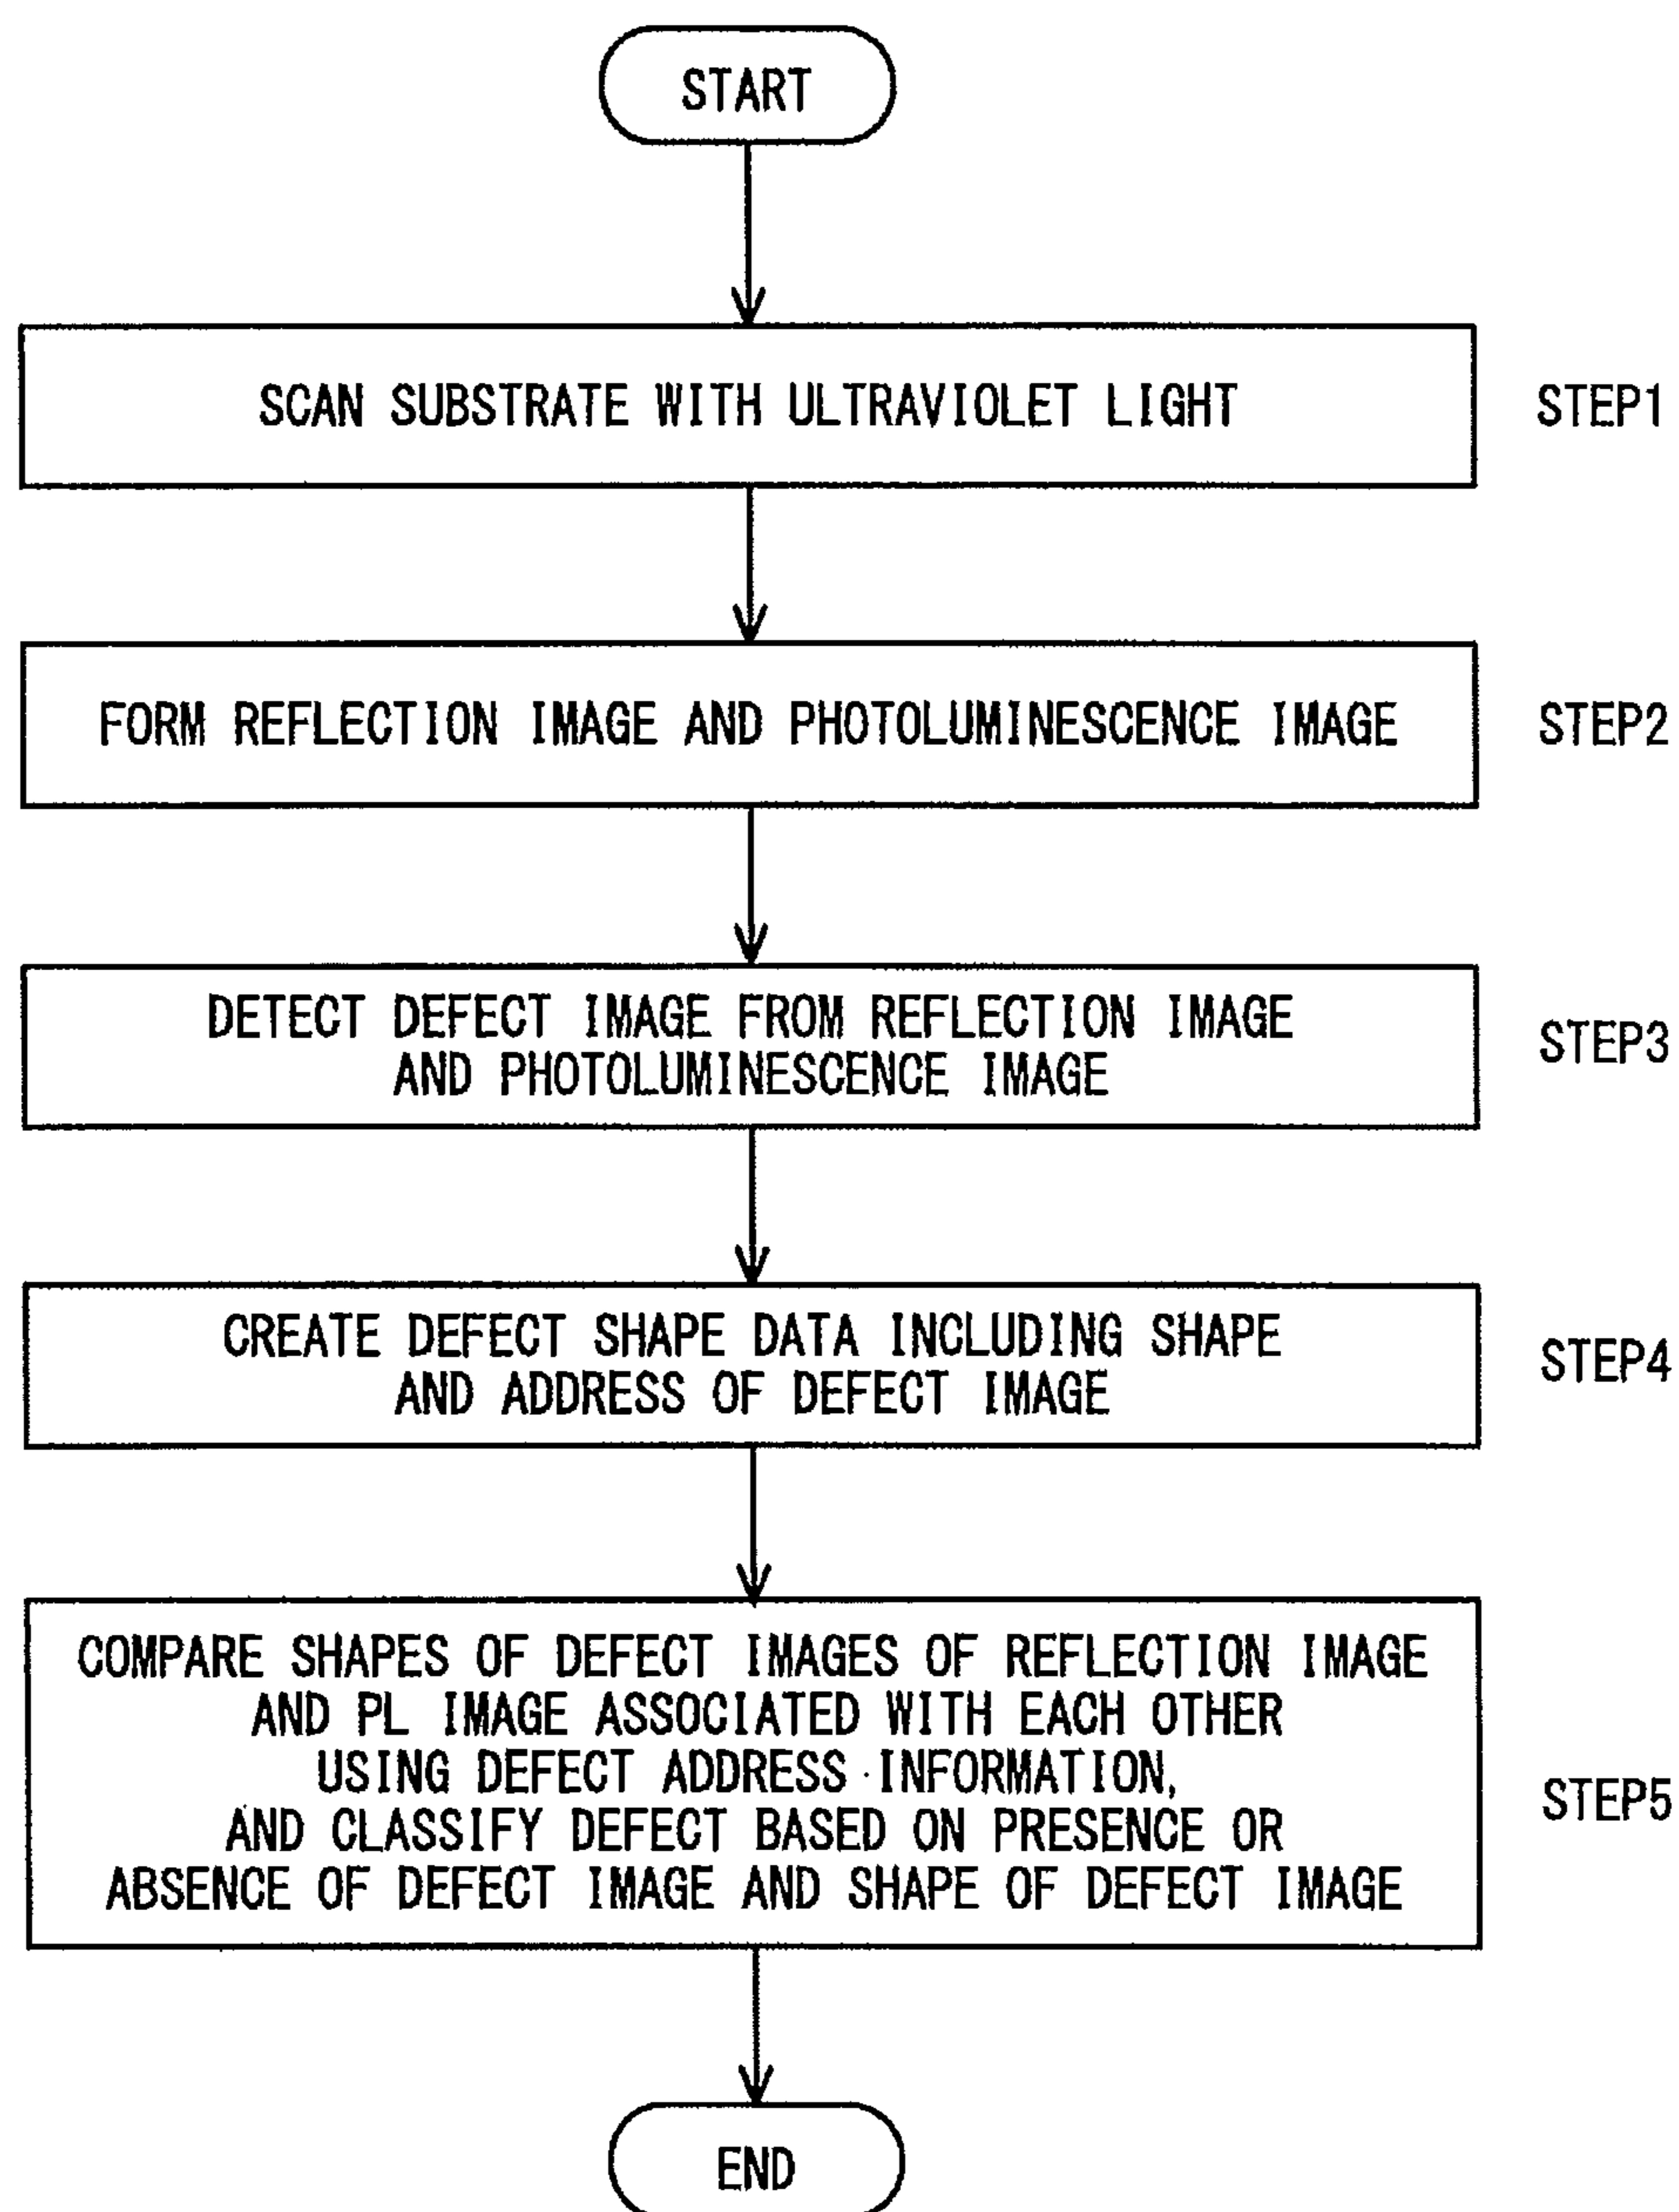 START
SCAN SUBSTRATE WITH ULTRAVIOLET LIGHT
STEP1
FORM REFLECTION IMAGE AND PHOTOLUMINESCENCE IMAGE
STEP2
DETECT DEFECT IMAGE FROM REFLECTION IMAGE
AND PHOTOLUMINESCENCE IMAGE
STEP3
CREATE DEFECT SHAPE DATA INCLUDING SHAPE
AND ADDRESS OF DEFECT IMAGE
STEP4
COMPARE SHAPES OF DEFECT IMAGES OF REFLECTION IMAGE
AND PL IMAGE ASSOCIATED WITH EACH OTHER
USING DEFECT ADDRESS INFORMATION,
AND CLASSIFY DEFECT BASED ON PRESENCE OR
ABSENCE OF DEFECT IMAGE AND SHAPE OF DEFECT IMAGE
STEP5
END